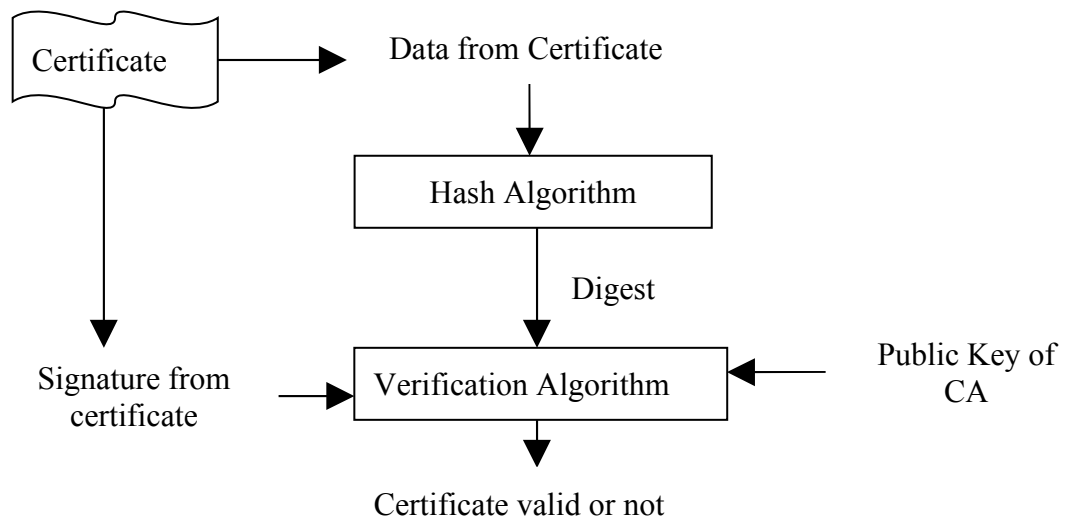 Certificate
Data from Certificate
Hash Algorithm
Digest
Signature from
certificate
Verification Algorithm
Public Key of
CA
Certificate valid or not